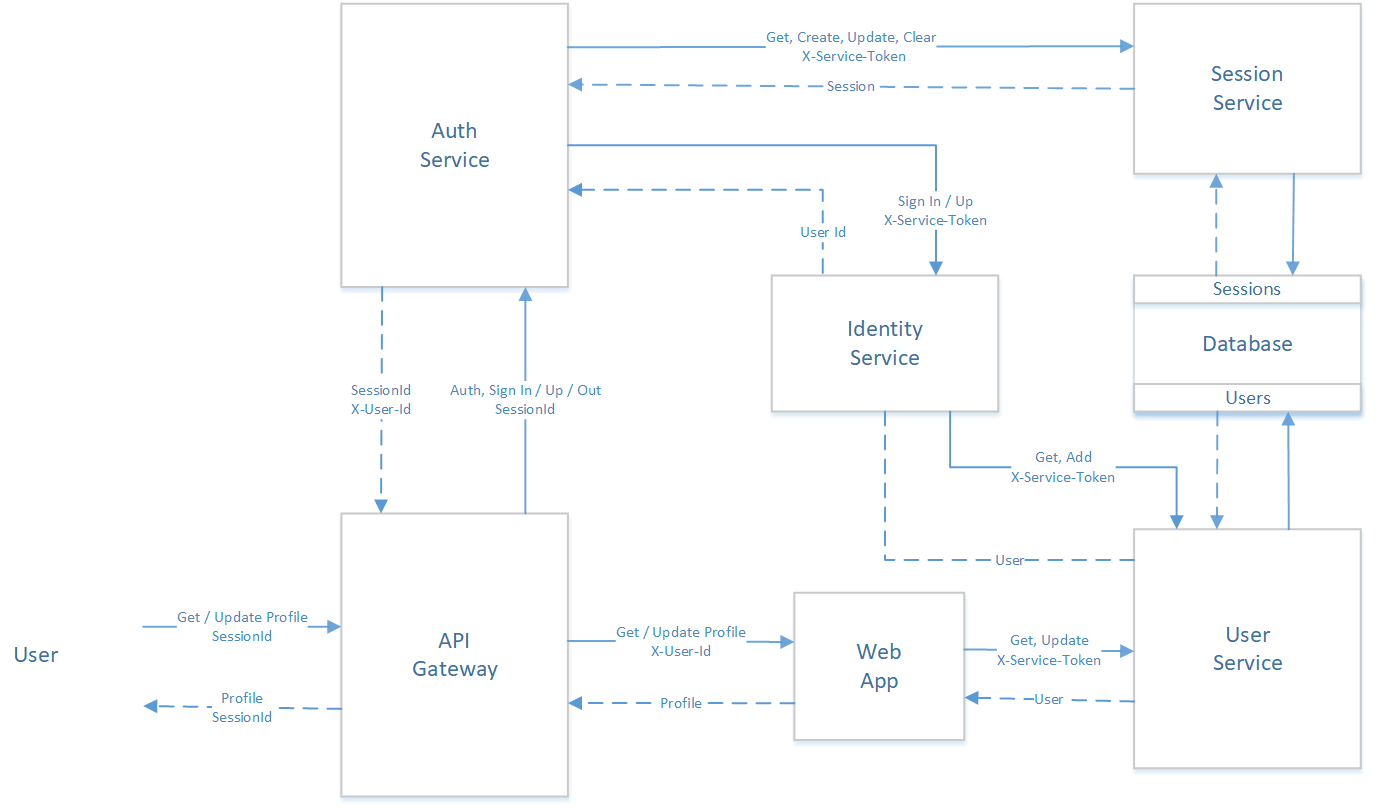 Get, Create, Update, Clear
X-Service-Token
Session
Service
Session
Auth
Service
Sign In / Up
X-Service-Token
User Id
Sessions
Identity
Service
Database
SessionId
X-User-Id
Auth, Sign In / Up / Out
SessionId
Users
Get, Add
X-Service-Token
User
Get / Update Profile
SessionId
API
Gateway
Get / Update Profile
X-User-Id
Web
App
Get, Update
X-Service-Token
User
Service
User
Profile
SessionId
Profile
User